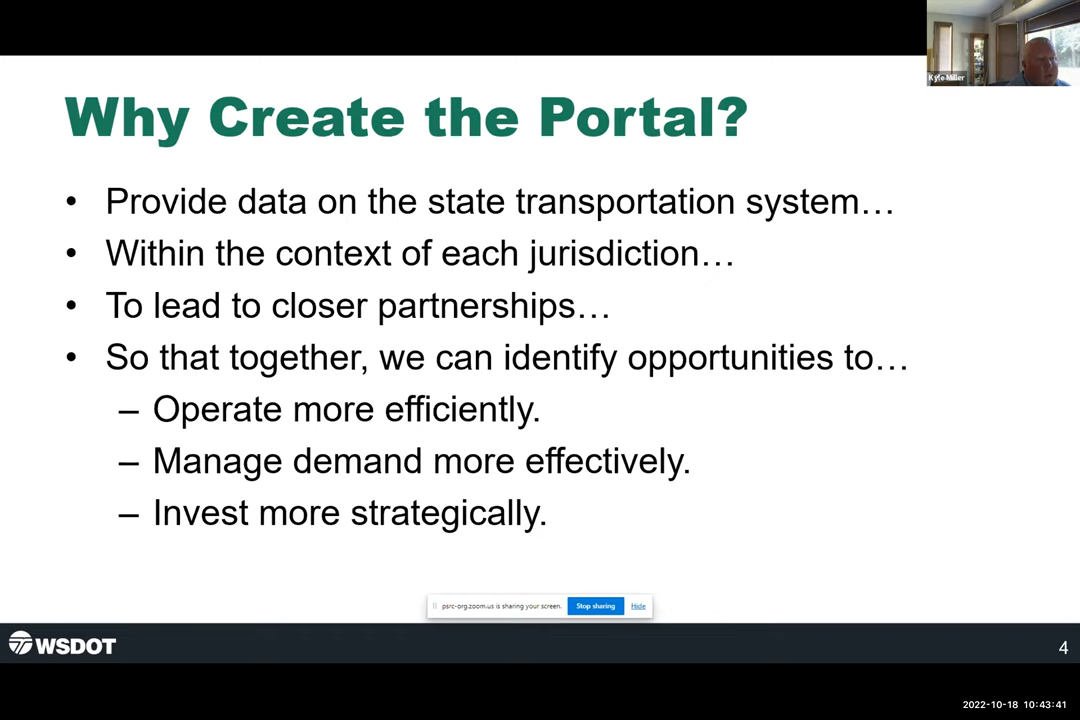 Kyle Miller
Why Create the Portal?
• Provide data on the state transportation system…
• Within the context of each jurisdiction…
• To lead to closer partnerships…
• So that together, we can identify opportunities to…
– Operate more efficiently.
– Manage demand more effectively.
– Invest more strategically.
psrc-org.zoom.us is sharing your screen. Stop sharing Hide
WSDOT 4
2022-10-18 10:43:41